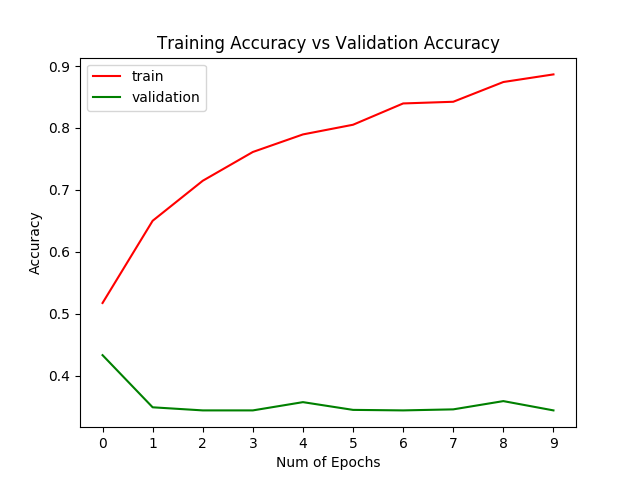 Training Accuracy vs Validation Accuracy
train
validation
0.9
0.8
0.7
0.6
0.5
0.4
Accuracy
0 1 2 3 4 5 6 7 8 9
Num of Epochs